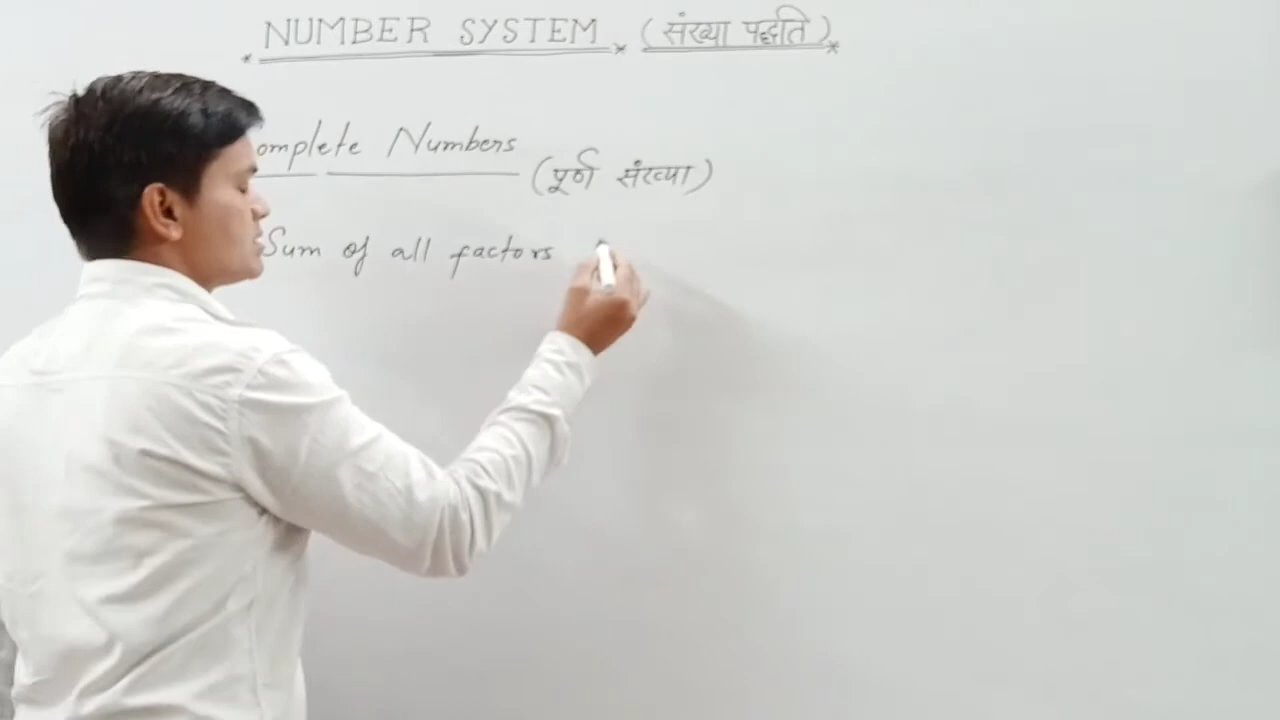 * NUMBER SYSTEM * (संख्या पद्धति) *
omplete Numbers
(पूर्ण संख्या)
Sum of all factors